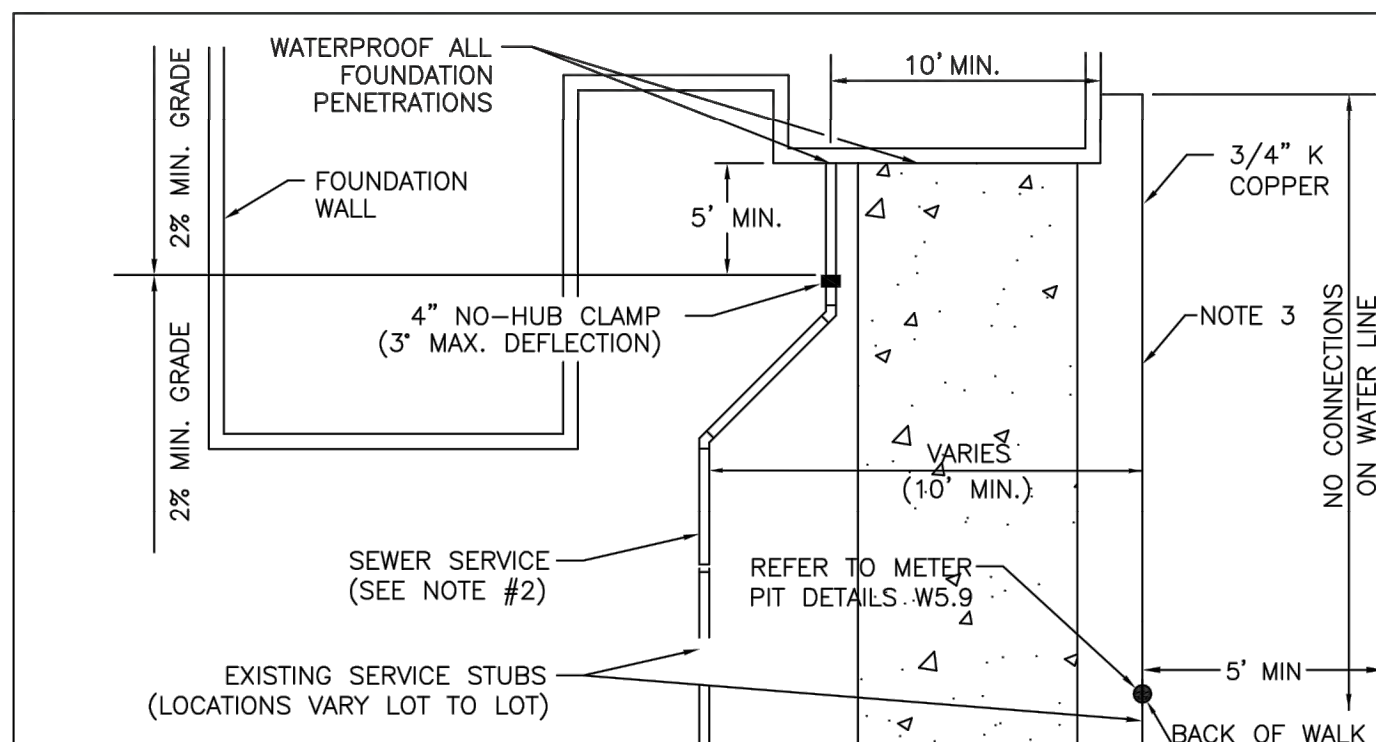 WATERPROOF ALL
FOUNDATION
PENETRATIONS
10' MIN.
2% MIN. GRADE
FOUNDATION
WALL
5' MIN.
3/4" K
COPPER
4" NO-HUB CLAMP
(3° MAX. DEFLECTION)
NOTE 3
2% MIN. GRADE
NO CONNECTIONS
ON WATER LINE
VARIES
(10' MIN.)
SEWER SERVICE
(SEE NOTE #2)
REFER TO METER
PIT DETAILS W5.9
EXISTING SERVICE STUBS
(LOCATIONS VARY LOT TO LOT)
5' MIN
BACK OF WALK